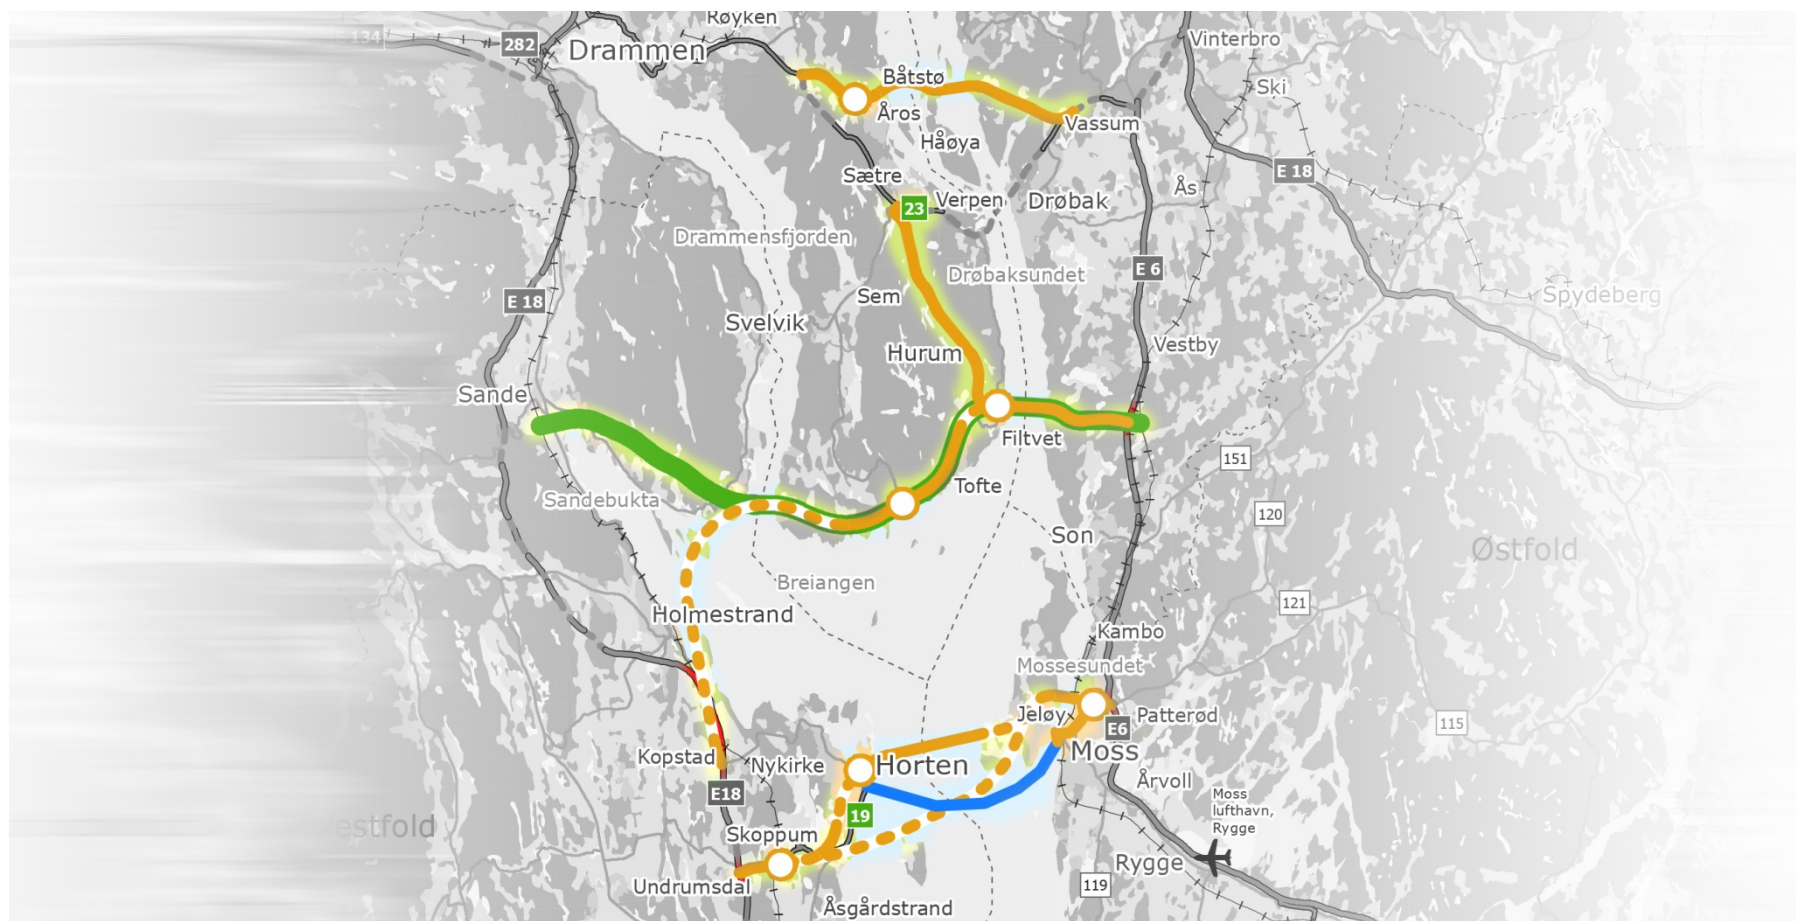 Røyken
E 134
282
Drammen
Vinterbro
Båtstø
Ski
Åros
Vassum
Håøya
E 18
Sætre
Ås
23
Verpen
Drøbak
Drammensfjorden
E 6
Drøbaksundet
Sem
E 18
Spydeberg
Svelvik
Vestby
Hurum
Sande
Filtvet
151
Tofte
Sandebukta
120
Son
Østfold
Breiangen
121
Holmestrand
Kambo
Mossesundet
Jeløy
Patterød
115
E6
Moss
Kopstad
Nykirke
Horten
Årvoll
E18
Moss
lufthavn,
Rygge
19
estfold
Skoppum
Rygge
Undrumsdal
119
Åsgårdstrand